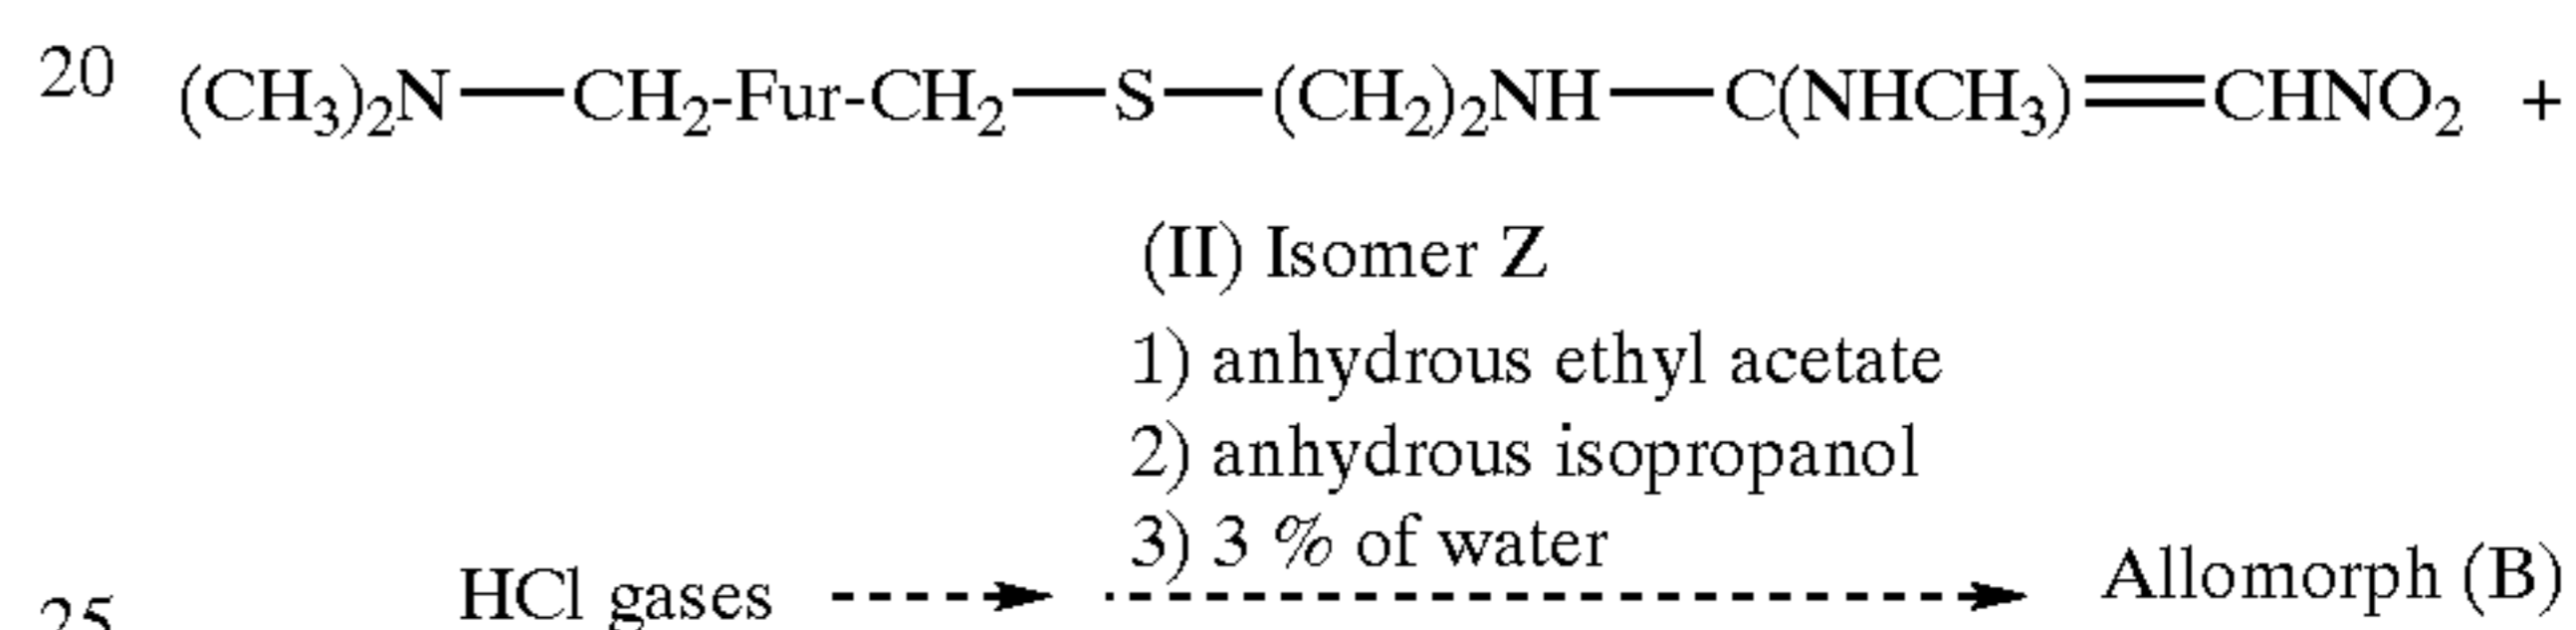 20 (CH3)2N—CH2-Fur-CH2—S—(CH2)2NH—C(NHCH3)=CHNO2 +
(II) Isomer Z
1) anhydrous ethyl acetate
2) anhydrous isopropanol
3) 3 % of water
25 HCl gases Allomorph (B)